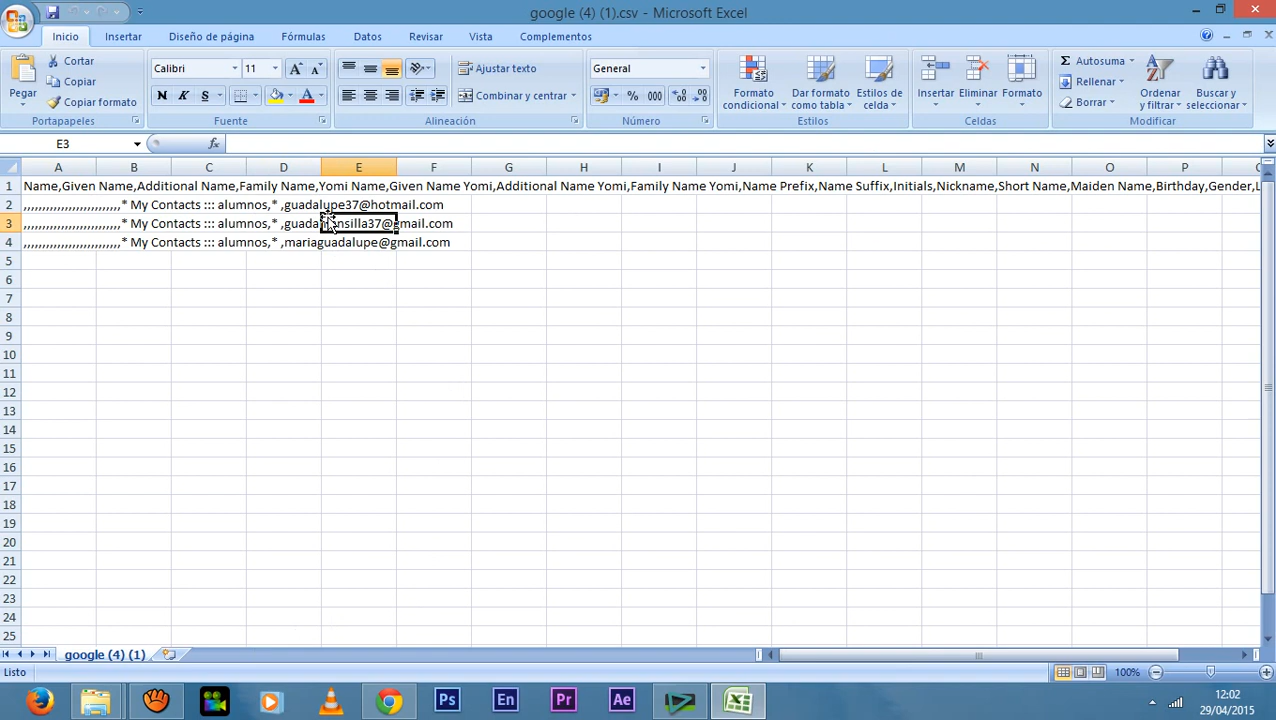 google (4) (1).csv - Microsoft Excel
Inicio Insertar Diseño de página Fórmulas Datos Revisar Vista Complementos
Pegar
Cortar
Copiar
Copiar formato
Portapapeles
Calibri 11
N K S
Fuente
Ajustar texto
Combinar y centrar
Alineación
General
% 000
Número
Formato condicional
Dar formato como tabla
Estilos de celda
Estilos
Insertar Eliminar Formato
Celdas
Autosuma
Rellenar
Borrar
Ordenar y filtrar
Buscar y seleccionar
Modificar
E3 fx
A B C D E F G H I J K L M N O P
1 Name,Given Name,Additional Name,Family Name,Yomi Name,Given Name Yomi,Additional Name Yomi,Family Name Yomi,Name Prefix,Name Suffix,Initials,Nickname,Short Name,Maiden Name,Birthday,Gender,L
2 ,,,,,,,,,,,,,,,,,,,,,,,,,,* My Contacts ::: alumnos,* ,guadalupe37@hotmail.com
3 ,,,,,,,,,,,,,,,,,,,,,,,,,,* My Contacts ::: alumnos,* ,
4 ,,,,,,,,,,,,,,,,,,,,,,,,,,* My Contacts ::: alumnos,* ,mariaguadalupe@gmail.com
5
6
7
8
9
10
11
12
13
14
15
16
17
18
19
20
21
22
23
24
25
google (4) (1)
Listo 100%
Ps En Pr Ae
12:02
29/04/2015